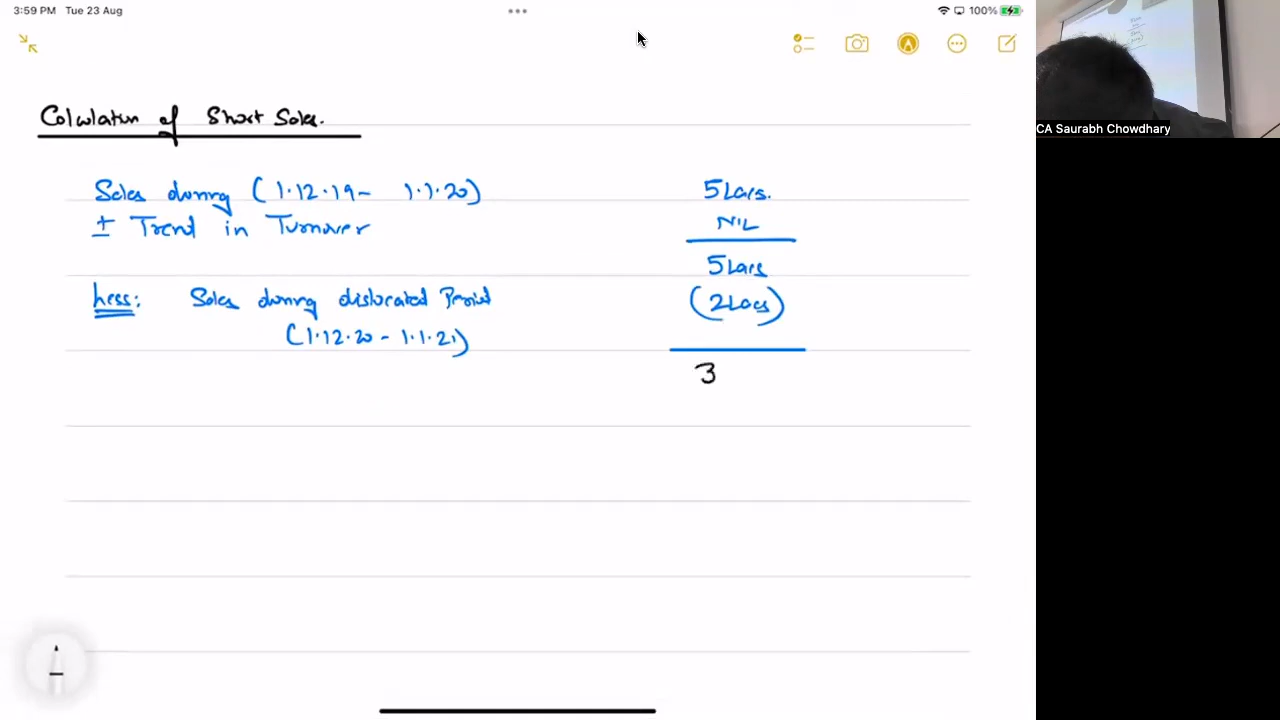 3:59 PM Tue 23 Aug
100%
CA Saurabh Chowdhary
Calculation of Short Sales.
Sales during (1.12.19 - 1.1.20) 5 Lacs.
± Trend in Turnover NIL
5 Lacs
Less: Sales during dislocated Period (2 Lacs)
(1.12.20 - 1.1.21)
3